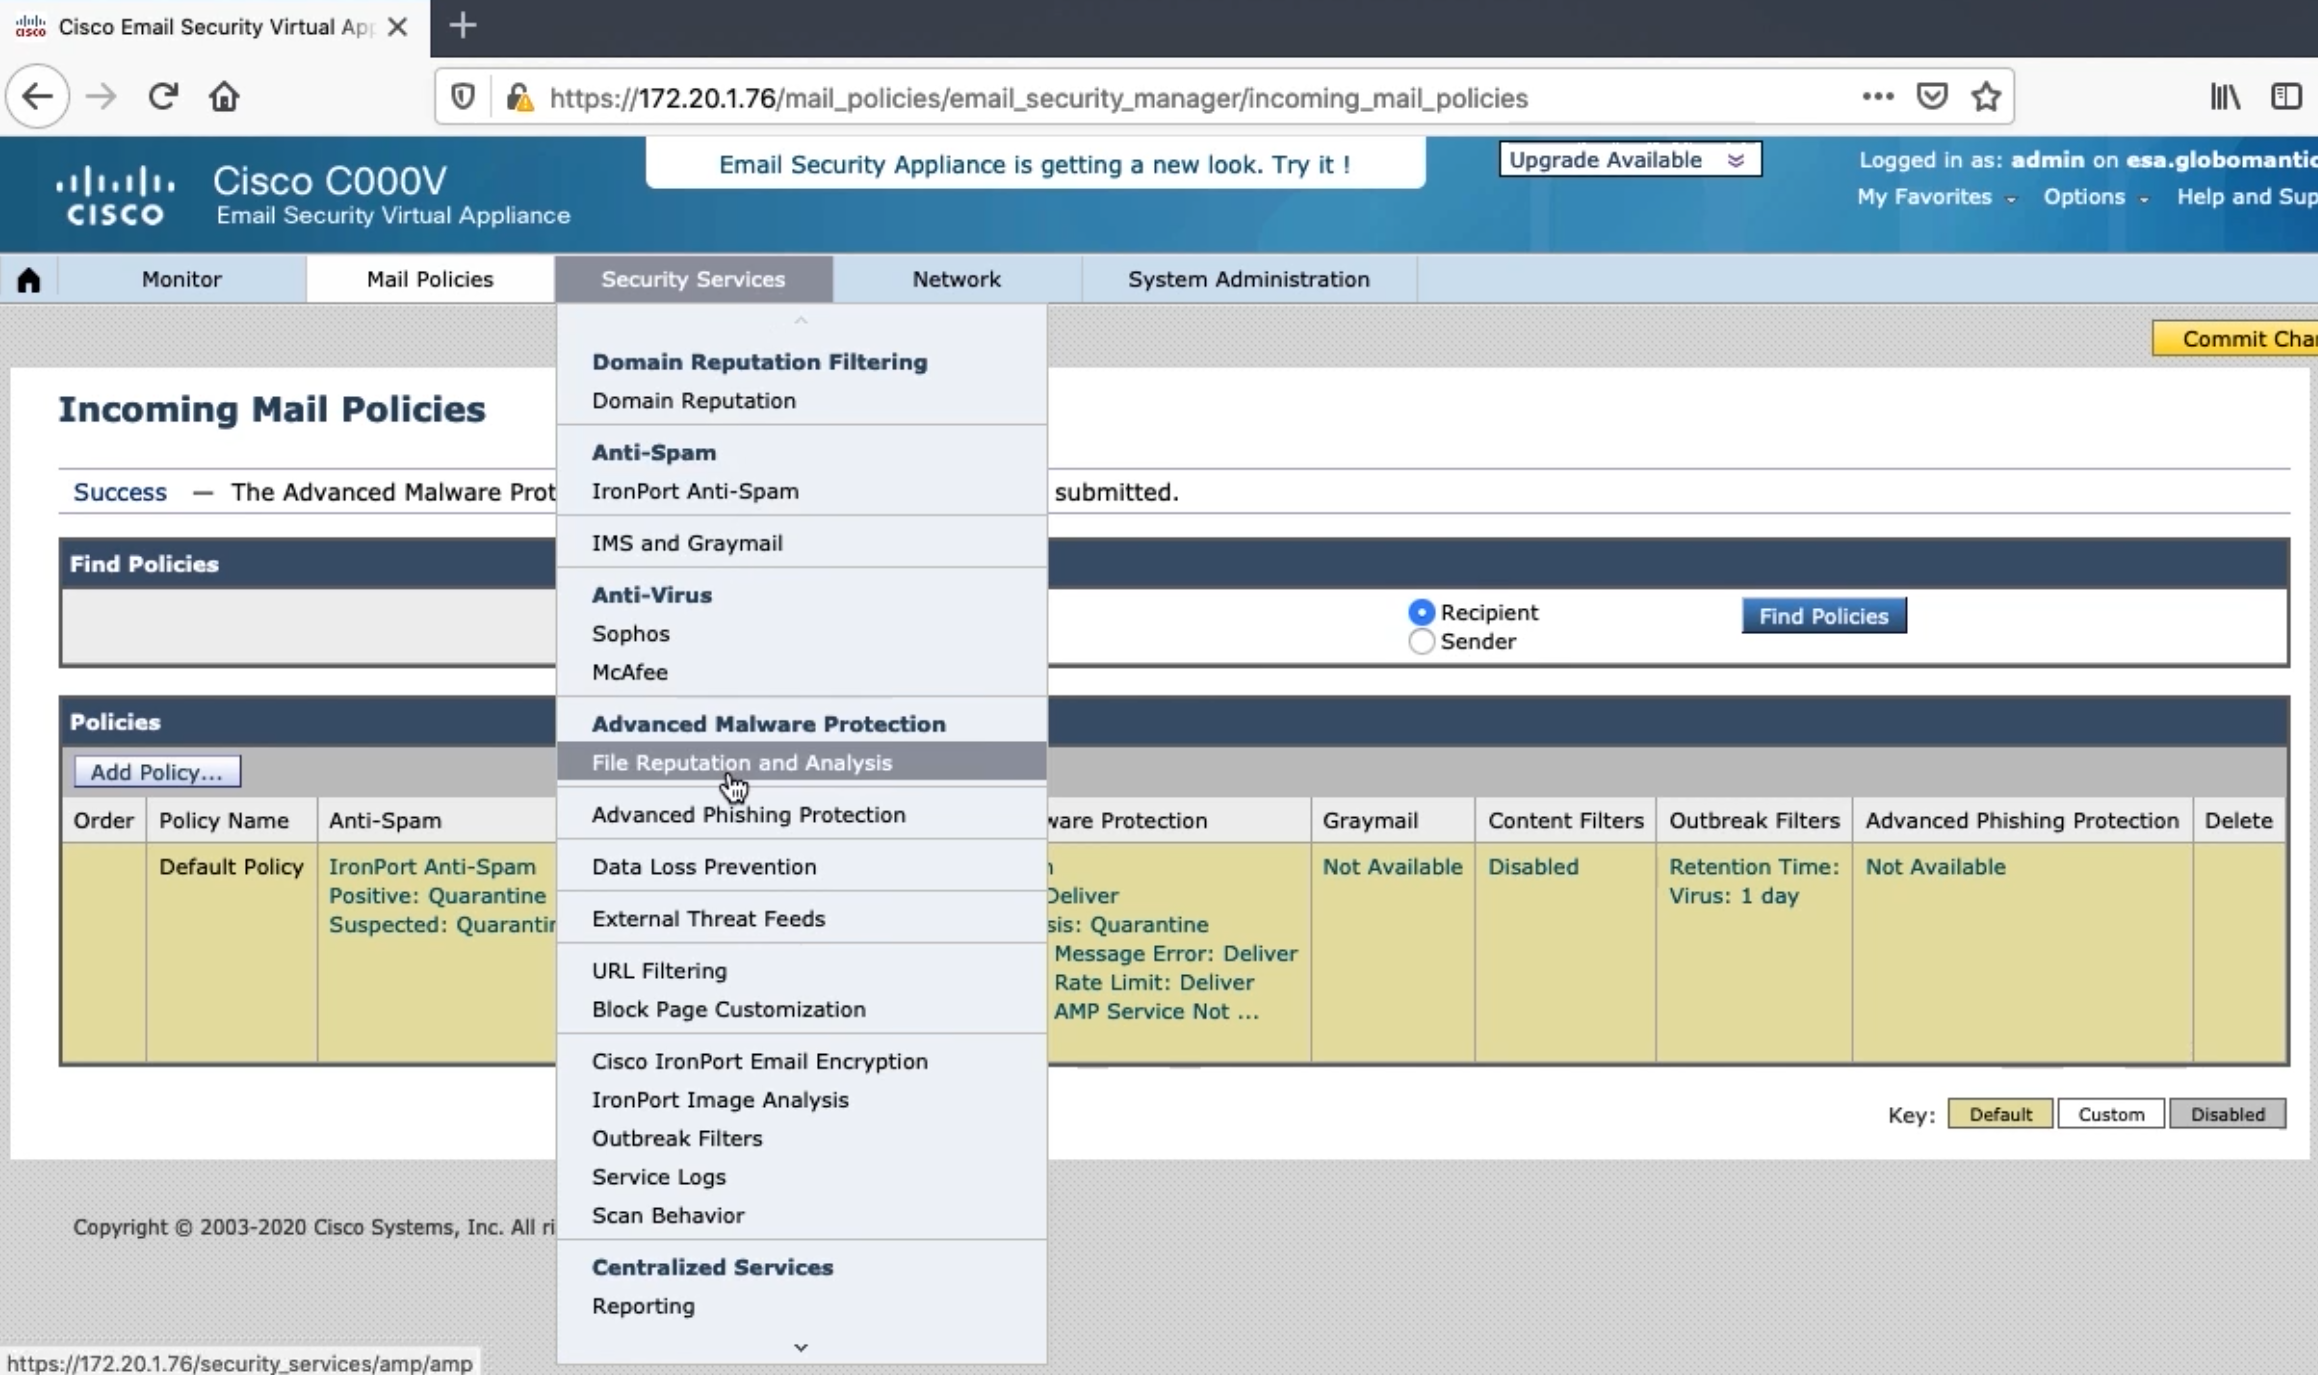 Cisco Email Security Virtual App
https://172.20.1.76/mail_policies/email_security_manager/incoming_mail_policies
CISCO
Cisco C000V
Email Security Virtual Appliance
Email Security Appliance is getting a new look. Try it !
Upgrade Available
Logged in as: admin on esa.globomantic
My Favorites
Options
Help and Sup
Monitor
Mail Policies
Security Services
Network
System Administration
Commit Chan
Domain Reputation Filtering
Domain Reputation
Anti-Spam
IronPort Anti-Spam
IMS and Graymail
Anti-Virus
Sophos
McAfee
Advanced Malware Protection
File Reputation and Analysis
Advanced Phishing Protection
Data Loss Prevention
External Threat Feeds
URL Filtering
Block Page Customization
Cisco IronPort Email Encryption
IronPort Image Analysis
Outbreak Filters
Service Logs
Scan Behavior
Centralized Services
Reporting
Incoming Mail Policies
Success — The Advanced Malware Prot
submitted.
Find Policies
Recipient
Sender
Find Policies
Policies
Add Policy...
Order
Policy Name
Anti-Spam
ware Protection
Graymail
Content Filters
Outbreak Filters
Advanced Phishing Protection
Delete
Default Policy
IronPort Anti-Spam
Positive: Quarantine
Suspected: Quarantin
Deliver
sis: Quarantine
Message Error: Deliver
Rate Limit: Deliver
AMP Service Not ...
Not Available
Disabled
Retention Time:
Virus: 1 day
Not Available
Key:
Default
Custom
Disabled
Copyright © 2003-2020 Cisco Systems, Inc. All ri
https://172.20.1.76/security_services/amp/amp